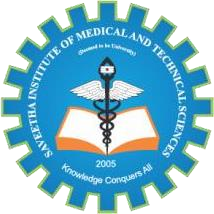 SAVEETHA INSTITUTE OF MEDICAL AND TECHNICAL SCIENCES
(Deemed to be University)
2005
Knowledge Conquers All